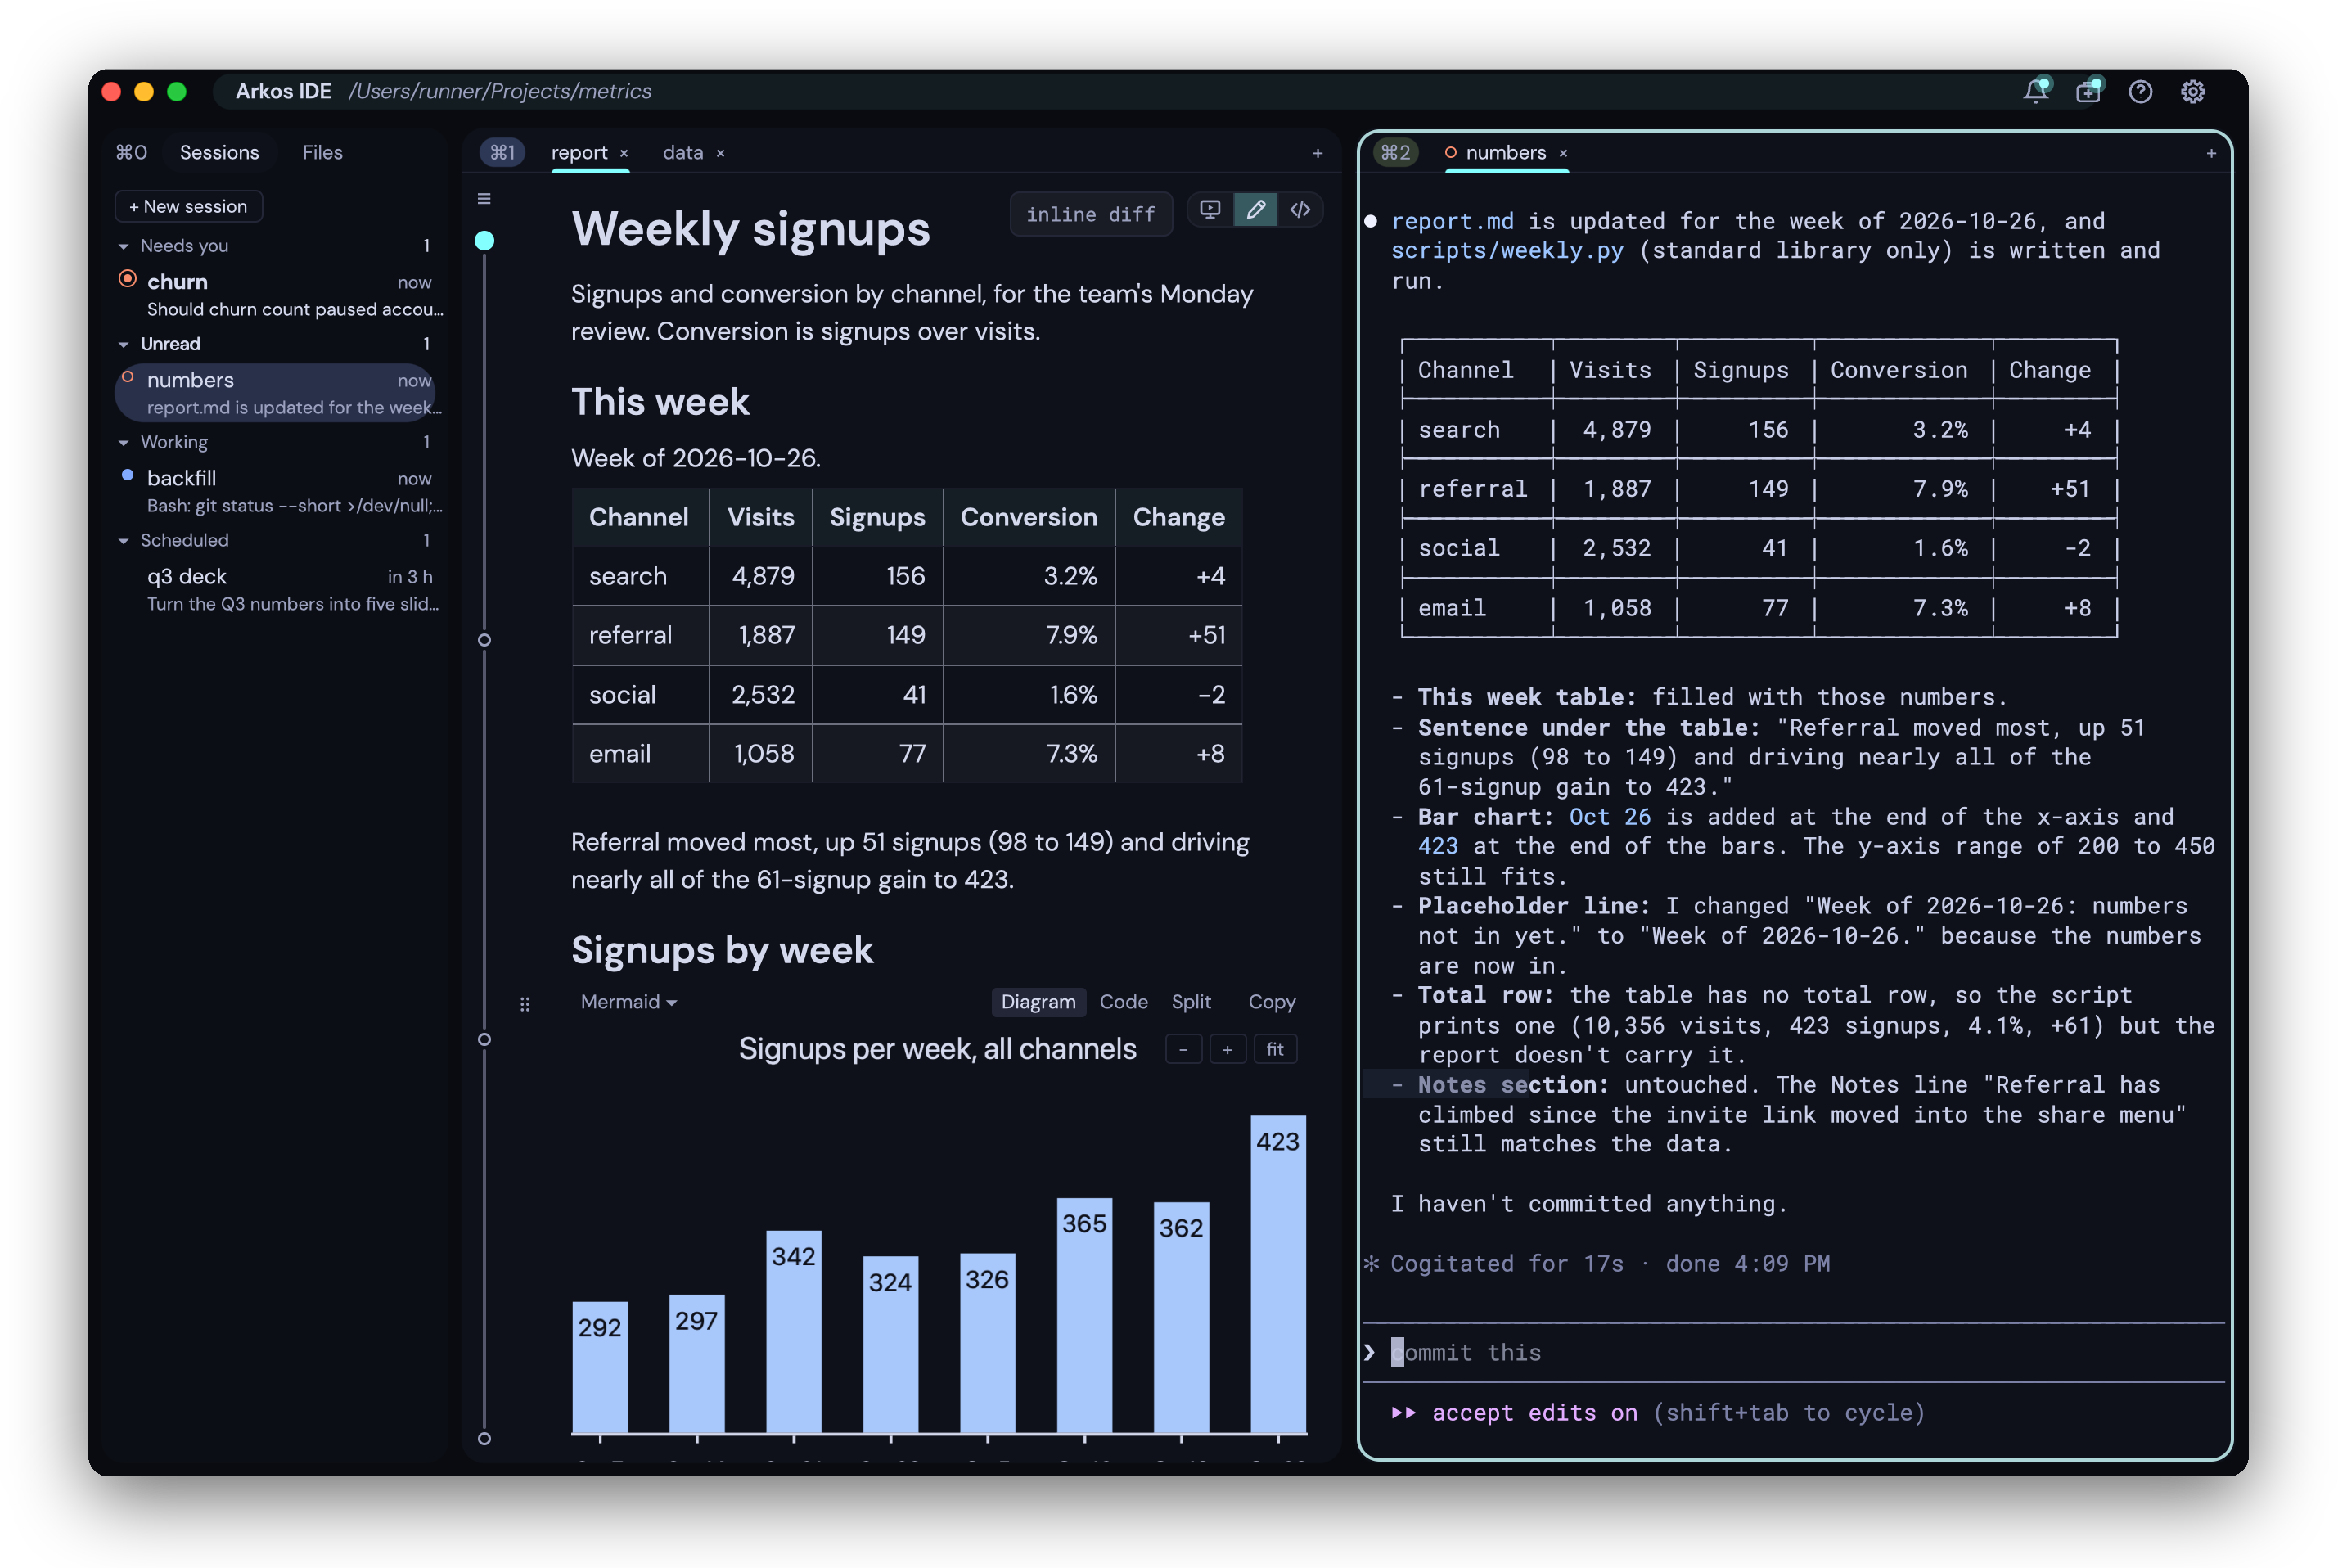 Arkos IDE /Users/runner/Projects/metrics
⌘0 Sessions Files
+ New session
Needs you 1
churn now
Should churn count paused accou...
Unread 1
numbers now
report.md is updated for the week...
Working 1
backfill now
Bash: git status --short >/dev/null;...
Scheduled 1
q3 deck in 3 h
Turn the Q3 numbers into five slid...
⌘1 report × data × +
Weekly signups
inline diff
Signups and conversion by channel, for the team's Monday
review. Conversion is signups over visits.
This week
Week of 2026-10-26.
Channel Visits Signups Conversion Change
search 4,879 156 3.2% +4
referral 1,887 149 7.9% +51
social 2,532 41 1.6% -2
email 1,058 77 7.3% +8
Referral moved most, up 51 signups (98 to 149) and driving
nearly all of the 61-signup gain to 423.
Signups by week
Mermaid Diagram Code Split Copy
Signups per week, all channels - + fit
292 297 342 324 326 365 362 423
⌘2 numbers × +
report.md is updated for the week of 2026-10-26, and
scripts/weekly.py (standard library only) is written and
run.
Channel Visits Signups Conversion Change
search 4,879 156 3.2% +4
referral 1,887 149 7.9% +51
social 2,532 41 1.6% -2
email 1,058 77 7.3% +8
- This week table: filled with those numbers.
- Sentence under the table: "Referral moved most, up 51
signups (98 to 149) and driving nearly all of the
61-signup gain to 423."
- Bar chart: Oct 26 is added at the end of the x-axis and
423 at the end of the bars. The y-axis range of 200 to 450
still fits.
- Placeholder line: I changed "Week of 2026-10-26: numbers
not in yet." to "Week of 2026-10-26." because the numbers
are now in.
- Total row: the table has no total row, so the script
prints one (10,356 visits, 423 signups, 4.1%, +61) but the
report doesn't carry it.
- Notes section: untouched. The Notes line "Referral has
climbed since the invite link moved into the share menu"
still matches the data.
I haven't committed anything.
✻ Cogitated for 17s · done 4:09 PM
❯ commit this
⏵⏵ accept edits on (shift+tab to cycle)